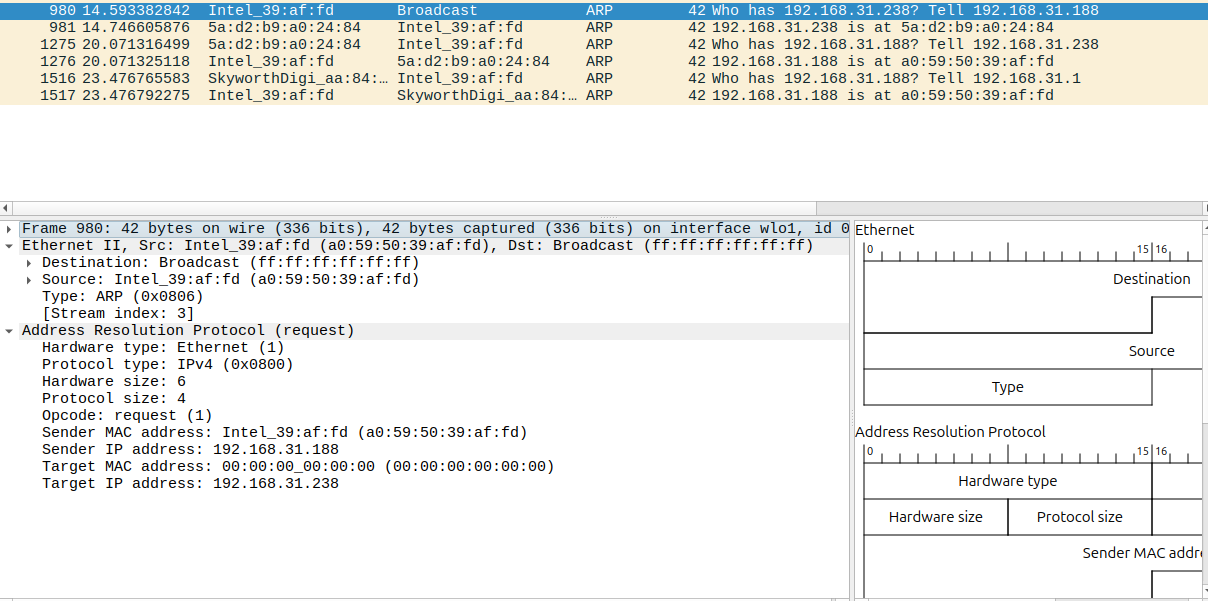 980 14.593382842 Intel_39:af:fd Broadcast ARP 42 Who has 192.168.31.238? Tell 192.168.31.188
981 14.746605876 5a:d2:b9:a0:24:84 Intel_39:af:fd ARP 42 192.168.31.238 is at 5a:d2:b9:a0:24:84
1275 20.071316499 5a:d2:b9:a0:24:84 Intel_39:af:fd ARP 42 Who has 192.168.31.188? Tell 192.168.31.238
1276 20.071325118 Intel_39:af:fd 5a:d2:b9:a0:24:84 ARP 42 192.168.31.188 is at a0:59:50:39:af:fd
1516 23.476765583 SkyworthDigi_aa:84:… Intel_39:af:fd ARP 42 Who has 192.168.31.188? Tell 192.168.31.1
1517 23.476792275 Intel_39:af:fd SkyworthDigi_aa:84:… ARP 42 192.168.31.188 is at a0:59:50:39:af:fd
Frame 980: 42 bytes on wire (336 bits), 42 bytes captured (336 bits) on interface wlo1, id 0
Ethernet II, Src: Intel_39:af:fd (a0:59:50:39:af:fd), Dst: Broadcast (ff:ff:ff:ff:ff:ff)
Destination: Broadcast (ff:ff:ff:ff:ff:ff)
Source: Intel_39:af:fd (a0:59:50:39:af:fd)
Type: ARP (0x0806)
[Stream index: 3]
Address Resolution Protocol (request)
Hardware type: Ethernet (1)
Protocol type: IPv4 (0x0800)
Hardware size: 6
Protocol size: 4
Opcode: request (1)
Sender MAC address: Intel_39:af:fd (a0:59:50:39:af:fd)
Sender IP address: 192.168.31.188
Target MAC address: 00:00:00_00:00:00 (00:00:00:00:00:00)
Target IP address: 192.168.31.238
Ethernet
0 15 16
Destination
Source
Type
Address Resolution Protocol
0 15 16
Hardware type
Hardware size Protocol size
Sender MAC addre